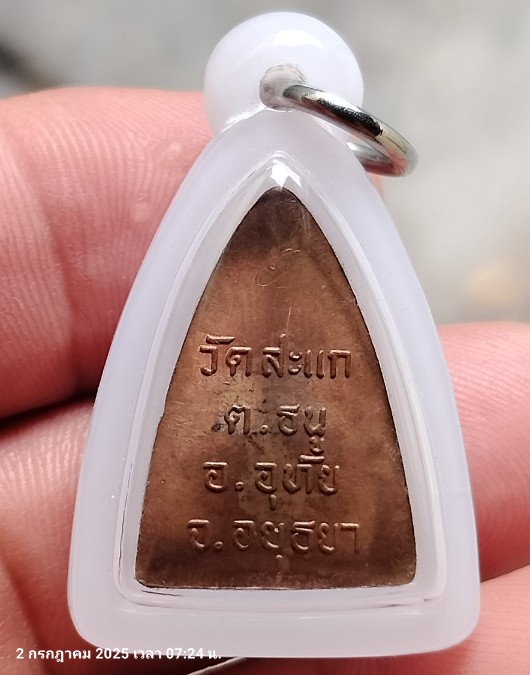 วัดสะแก
ต.ธนู
อ.อุทัย
จ.อยุธยา
2 กรกฎาคม 2025 เวลา 07:24 น.